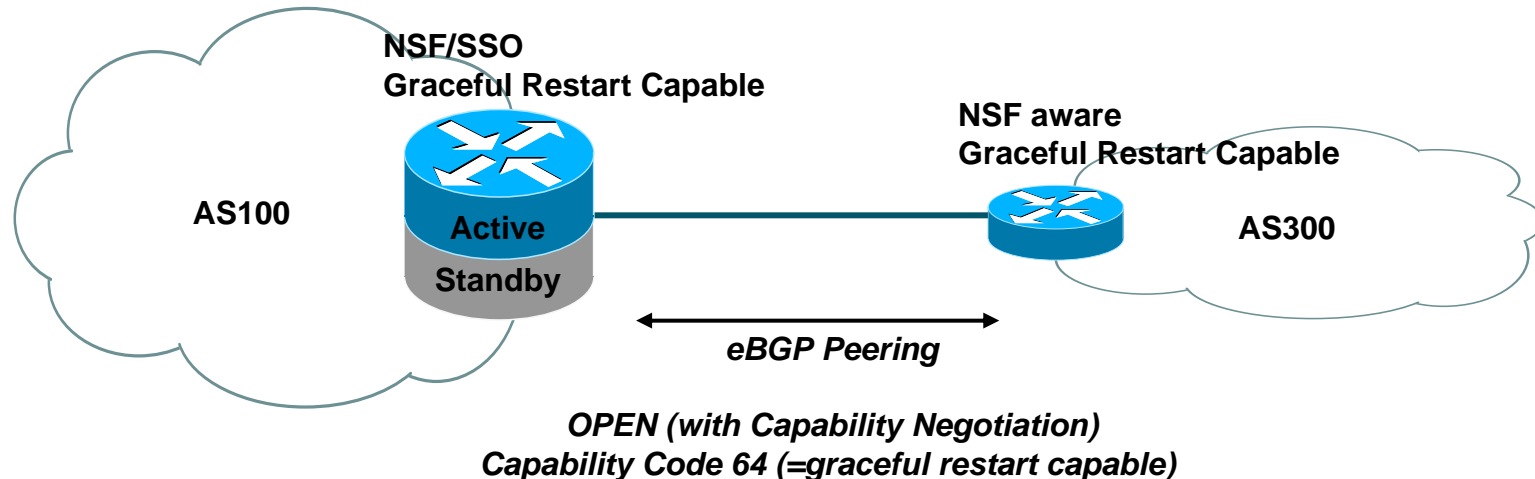 NSF/SSO
Graceful Restart Capable
NSF aware
Graceful Restart Capable
AS100
Active
Standby
AS300
eBGP Peering
OPEN (with Capability Negotiation)
Capability Code 64 (=graceful restart capable)